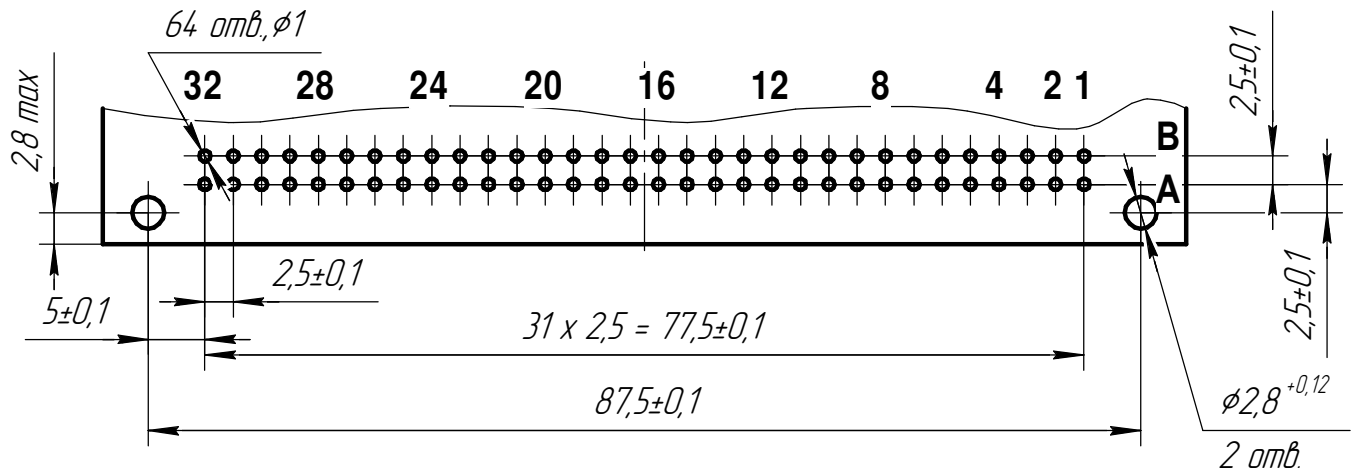 64 отв., ϕ1
32 28 24 20 16 12 8 4 2 1
2,8 max
2,5±0,1
B
A
2,5±0,1
5±0,1
2,5±0,1
31 x 2,5 = 77,5±0,1
87,5±0,1
ϕ2,8 +0,12
2 отв.